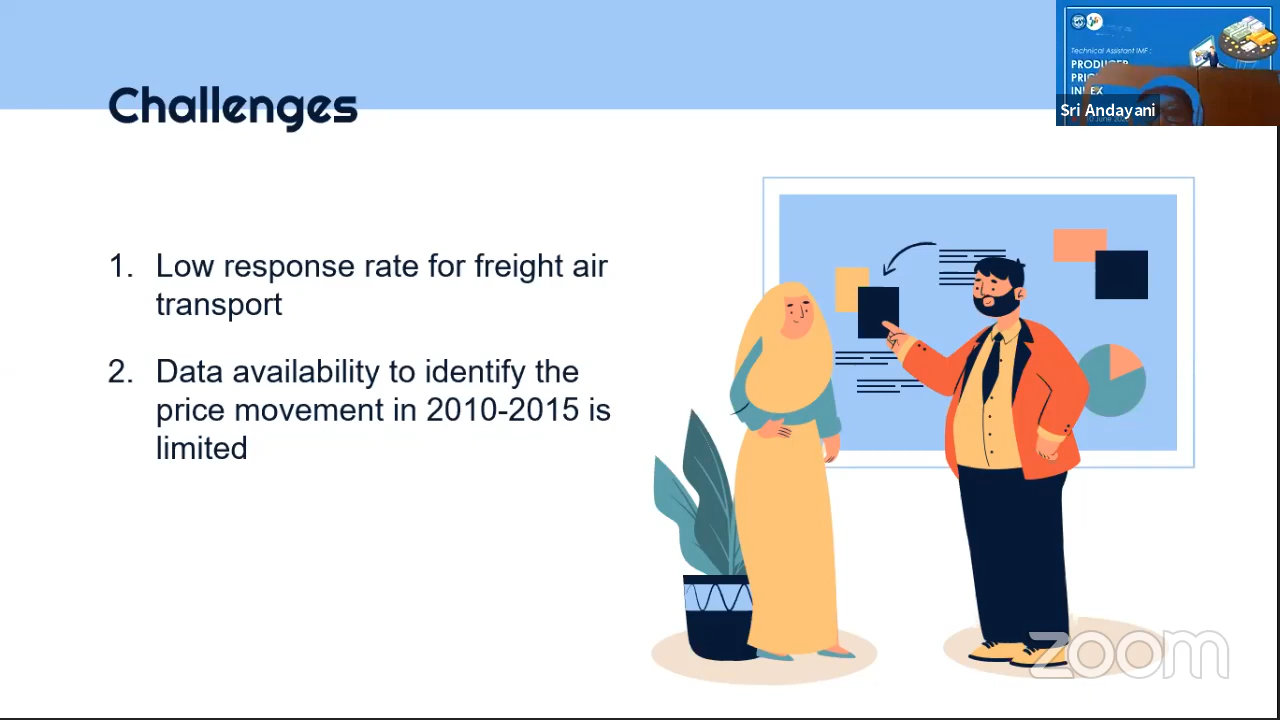 Challenges
1. Low response rate for freight air
transport
2. Data availability to identify the
price movement in 2010-2015 is
limited
Technical Assistant IMF :
PRODUCER
INDEX
Sri Andayani
zoom